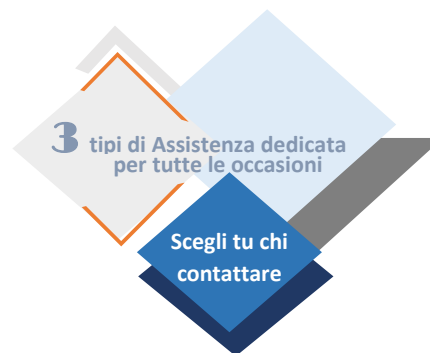 3 tipi di Assistenza dedicata
per tutte le occasioni
Scegli tu chi
contattare